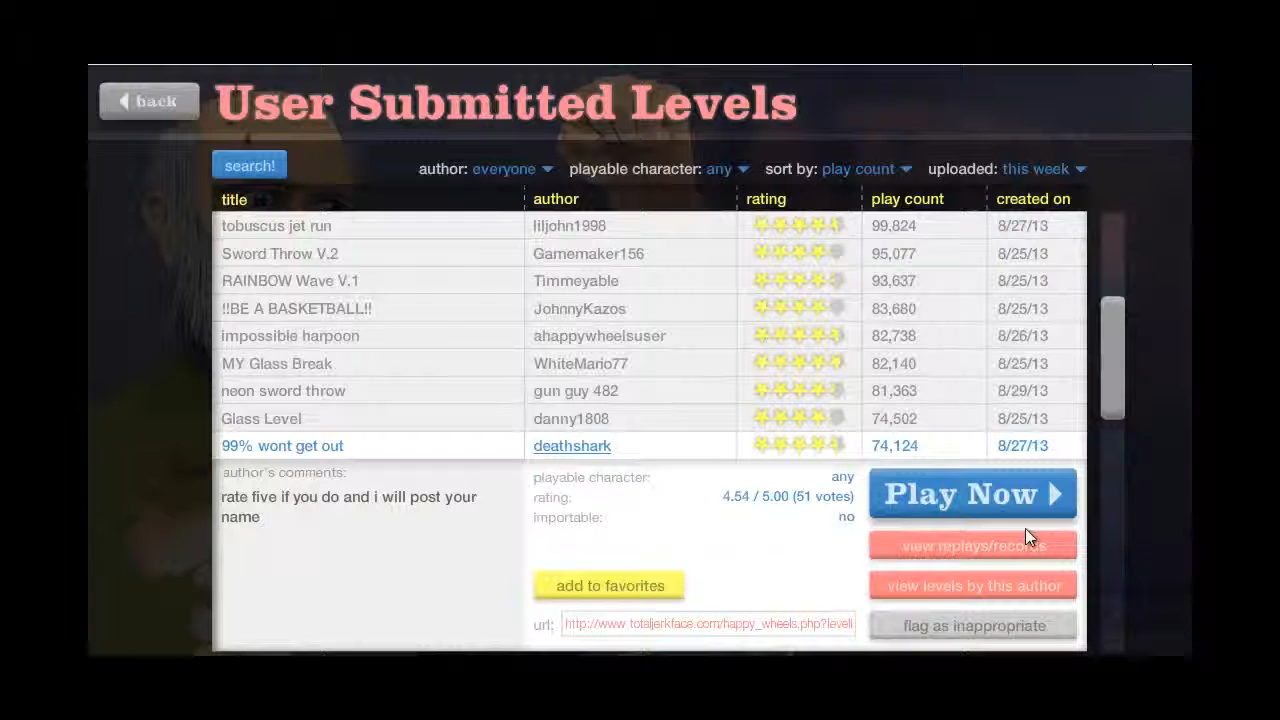 back
User Submitted Levels
search!
author: everyone playable character: any sort by: play count uploaded: this week
title author rating play count created on
tobuscus jet run liljohn1998 99,824 8/27/13
Sword Throw V.2 Gamemaker156 95,077 8/25/13
RAINBOW Wave V.1 Timmeyable 93,637 8/25/13
!!BE A BASKETBALL!! JohnnyKazos 83,680 8/25/13
impossible harpoon ahappywheelsuser 82,738 8/26/13
MY Glass Break WhiteMario77 82,140 8/25/13
neon sword throw gun guy 482 81,363 8/29/13
Glass Level danny1808 74,502 8/25/13
99% wont get out deathshark 74,124 8/27/13
author's comments:
rate five if you do and i will post your
name
playable character: any
rating: 4.54 / 5.00 (51 votes)
importable: no
add to favorites
url: http://www.totaljerkface.com/happy_wheels.php?levell
Play Now
view replays/records
view levels by this author
flag as inappropriate